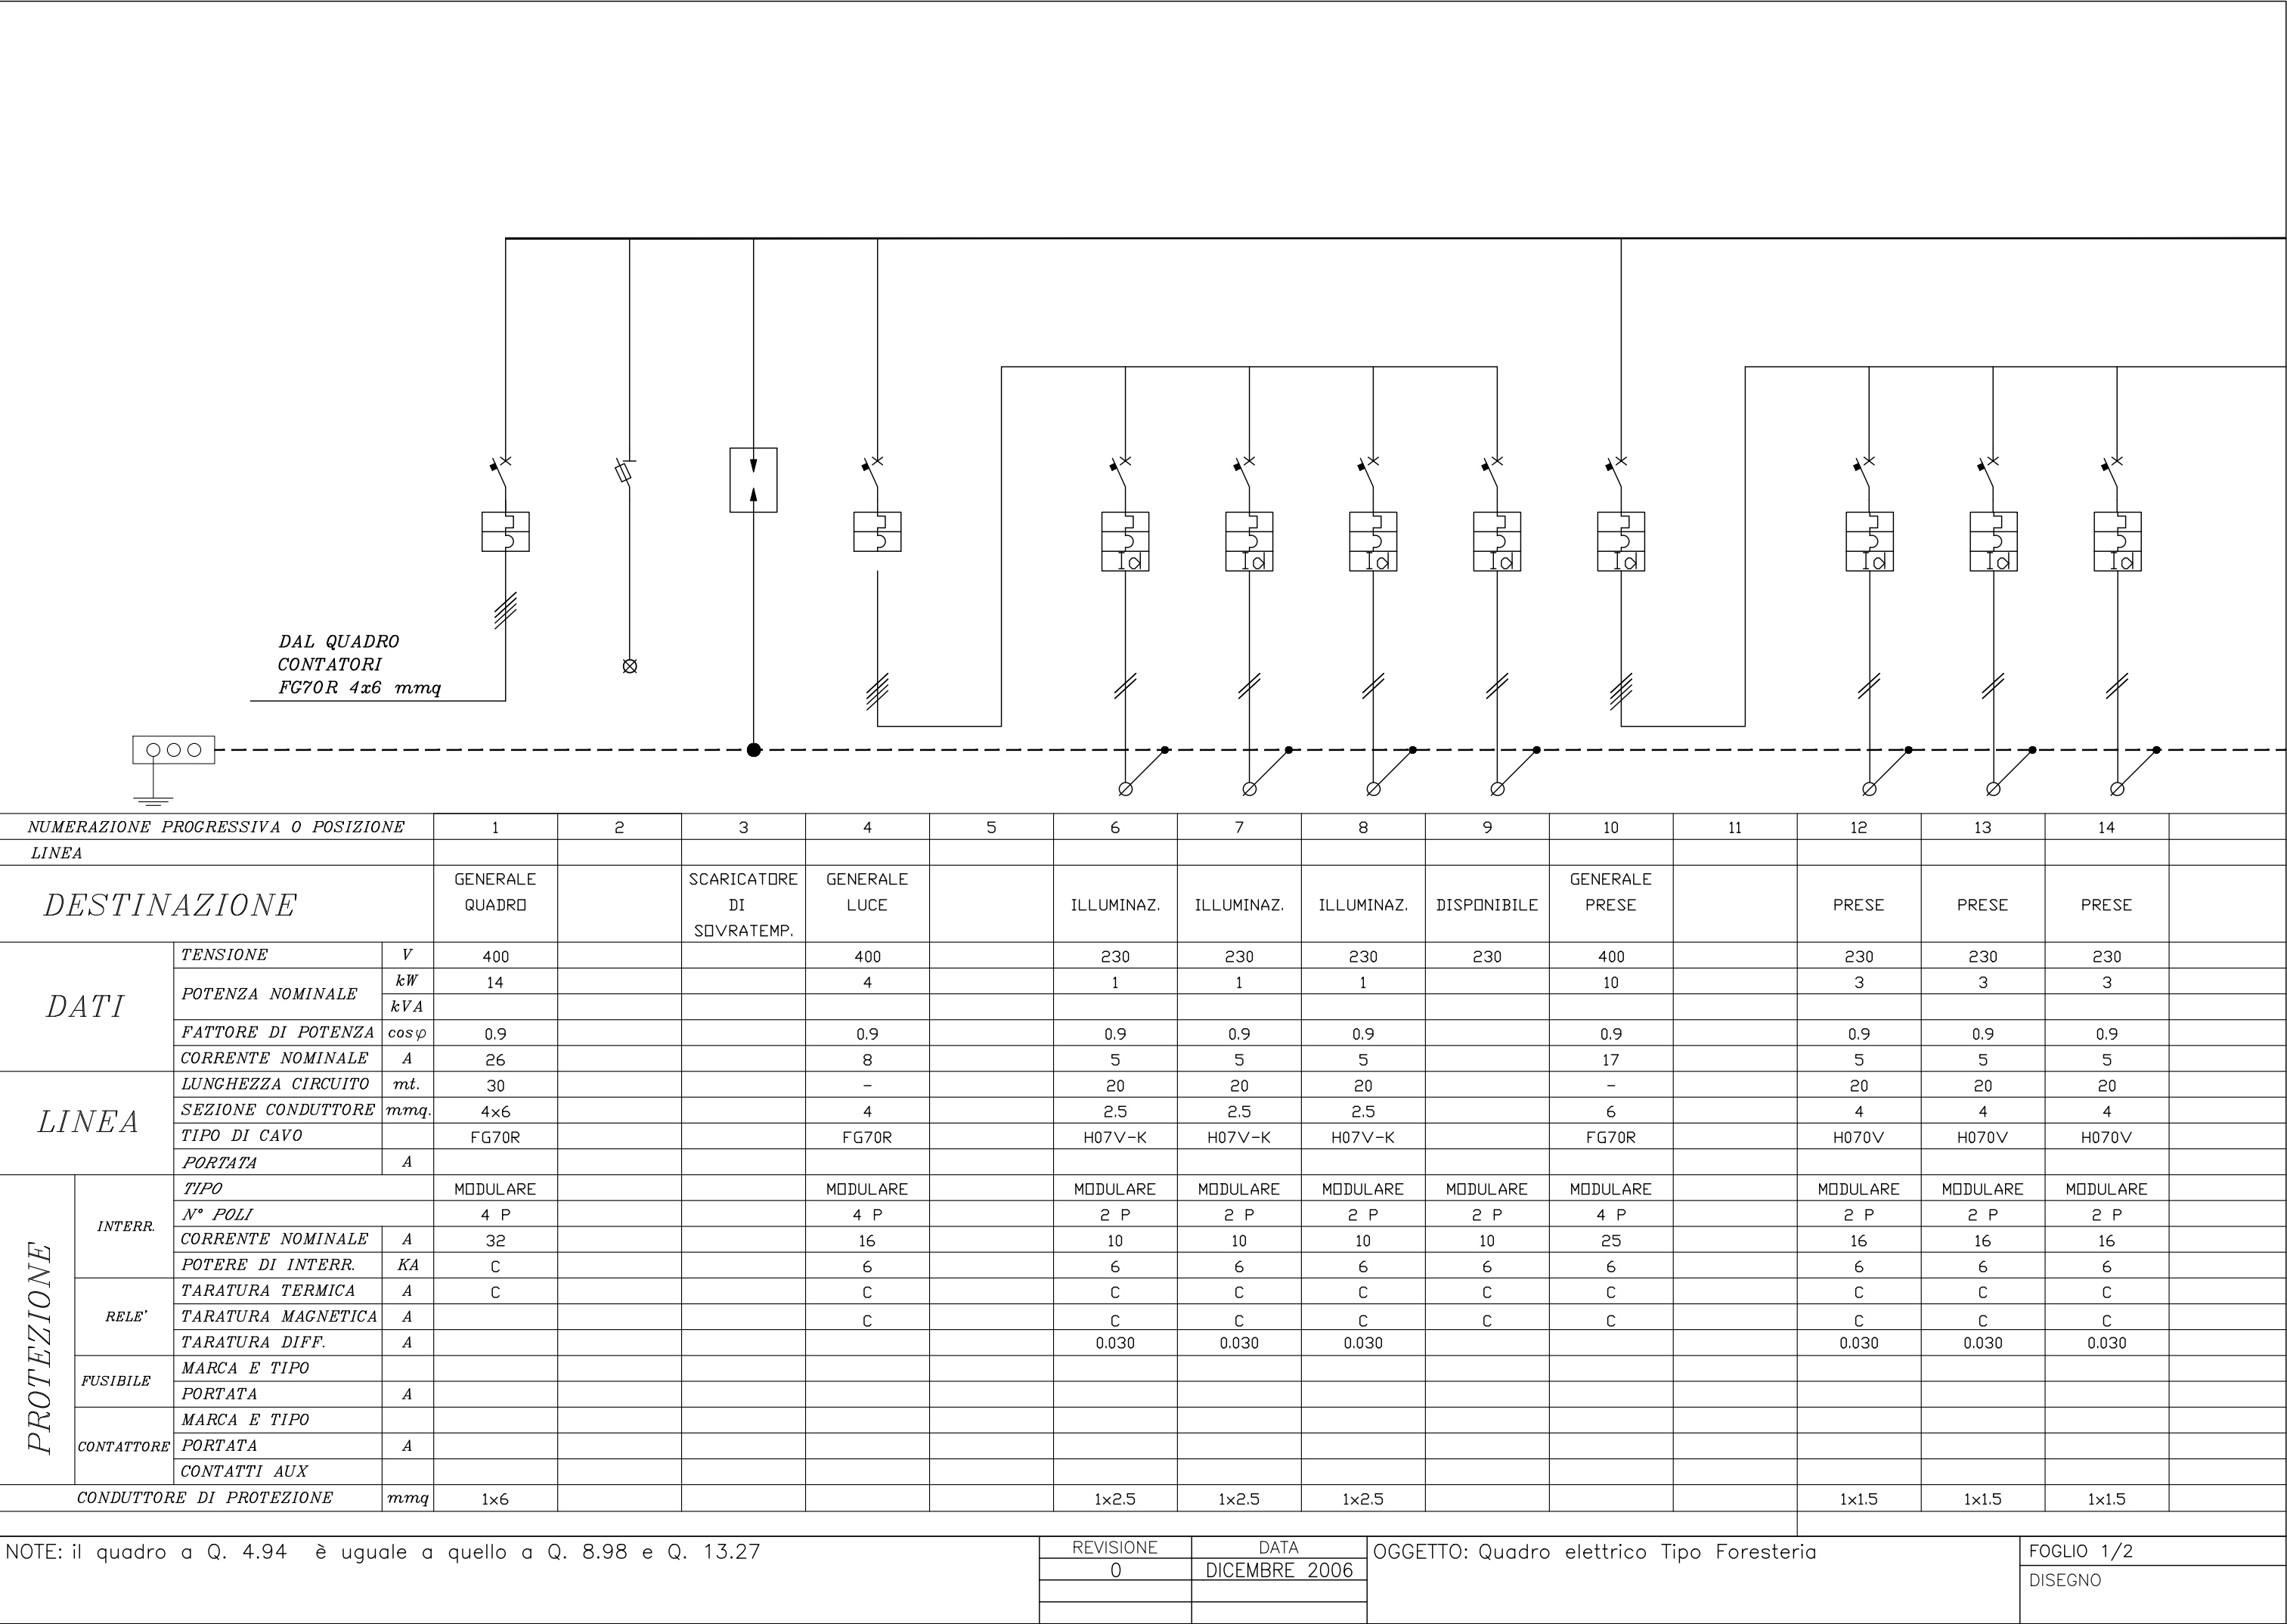 DAL QUADRO
CONTATORI
FG7OR 4x6 mmq
Id Id Id Id Id Id Id Id
NUMERAZIONE PROGRESSIVA O POSIZIONE 1 2 3 4 5 6 7 8 9 10 11 12 13 14
LINEA
DESTINAZIONE
GENERALE QUADRO
SCARICATORE DI SOVRATEMP.
GENERALE LUCE
ILLUMINAZ. ILLUMINAZ. ILLUMINAZ. DISPONIBILE
GENERALE PRESE
PRESE PRESE PRESE
DATI
TENSIONE V 400 400 230 230 230 230 400 230 230 230
POTENZA NOMINALE kW 14 4 1 1 1 10 3 3 3
kVA
FATTORE DI POTENZA cosφ 0.9 0.9 0.9 0.9 0.9 0.9 0.9 0.9 0.9
CORRENTE NOMINALE A 26 8 5 5 5 17 5 5 5
LINEA
LUNGHEZZA CIRCUITO mt. 30 - 20 20 20 - 20 20 20
SEZIONE CONDUTTORE mmq. 4x6 4 2.5 2.5 2.5 6 4 4 4
TIPO DI CAVO FG7OR FG7OR H07V-K H07V-K H07V-K FG7OR H070V H070V H070V
PORTATA A
PROTEZIONE
INTERR.
TIPO MODULARE MODULARE MODULARE MODULARE MODULARE MODULARE MODULARE MODULARE MODULARE MODULARE
N° POLI 4 P 4 P 2 P 2 P 2 P 2 P 4 P 2 P 2 P 2 P
CORRENTE NOMINALE A 32 16 10 10 10 10 25 16 16 16
POTERE DI INTERR. KA C 6 6 6 6 6 6 6 6 6
RELE'
TARATURA TERMICA A C C C C C C C C C C
TARATURA MAGNETICA A C C C C C C C C C
TARATURA DIFF. A 0.030 0.030 0.030 0.030 0.030 0.030
FUSIBILE
MARCA E TIPO
PORTATA A
CONTATTORE
MARCA E TIPO
PORTATA A
CONTATTI AUX
CONDUTTORE DI PROTEZIONE mmq 1x6 1x2.5 1x2.5 1x2.5 1x1.5 1x1.5 1x1.5
NOTE: il quadro a Q. 4.94 è uguale a quello a Q. 8.98 e Q. 13.27
REVISIONE DATA
0 DICEMBRE 2006
OGGETTO: Quadro elettrico Tipo Foresteria
FOGLIO 1/2
DISEGNO